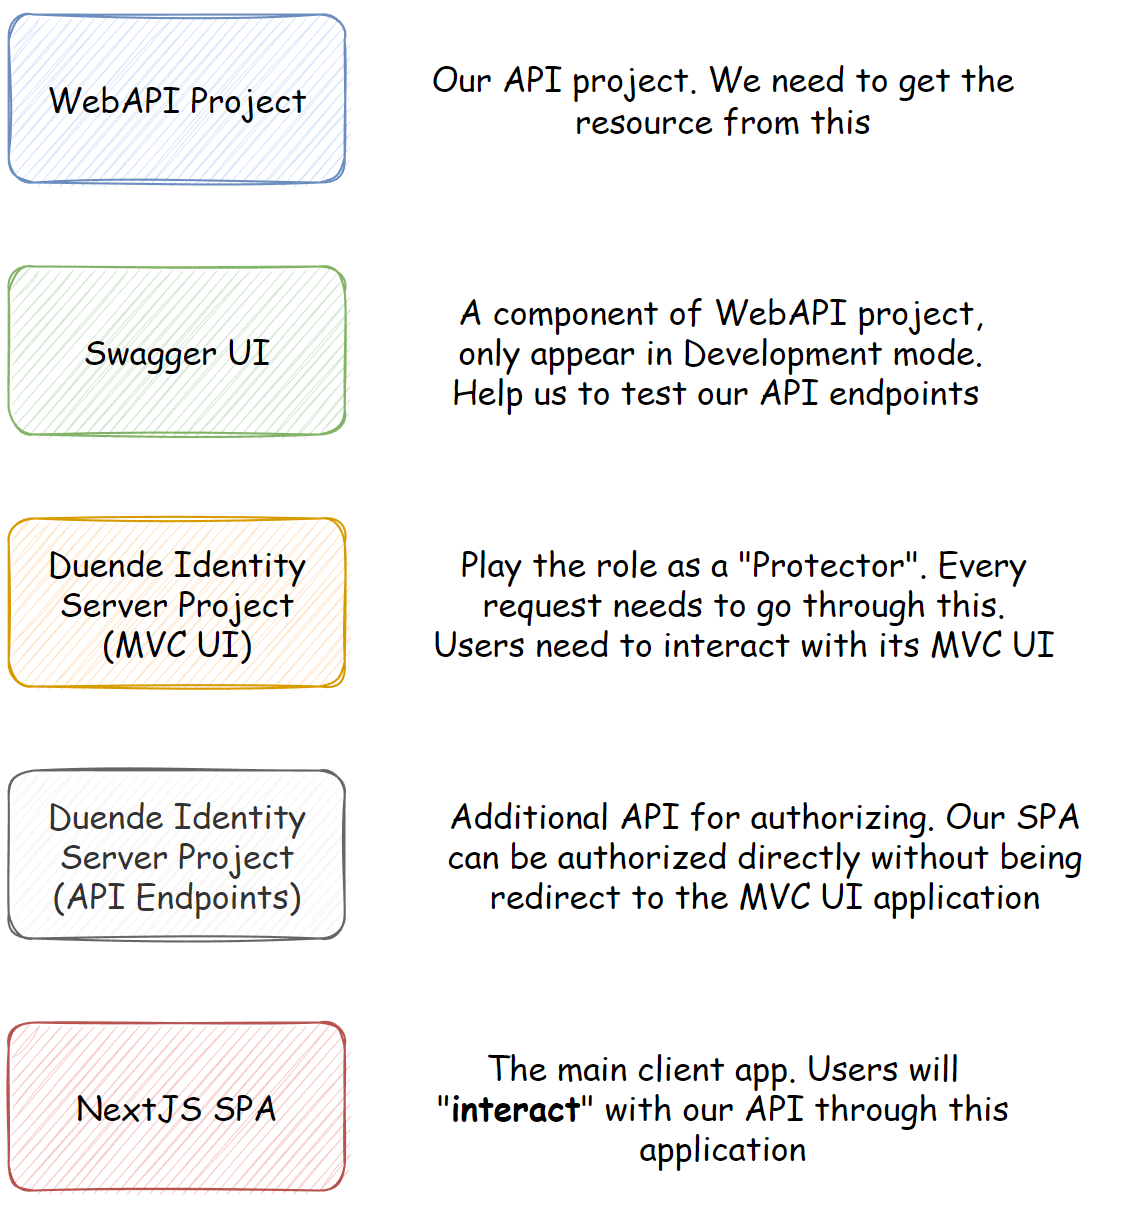 WebAPI Project
Our API project. We need to get the
resource from this
Swagger UI
A component of WebAPI project,
only appear in Development mode.
Help us to test our API endpoints
Duende Identity
Server Project
(MVC UI)
Play the role as a "Protector". Every
request needs to go through this.
Users need to interact with its MVC UI
Duende Identity
Server Project
(API Endpoints)
Additional API for authorizing. Our SPA
can be authorized directly without being
redirect to the MVC UI application
NextJS SPA
The main client app. Users will
"interact" with our API through this
application